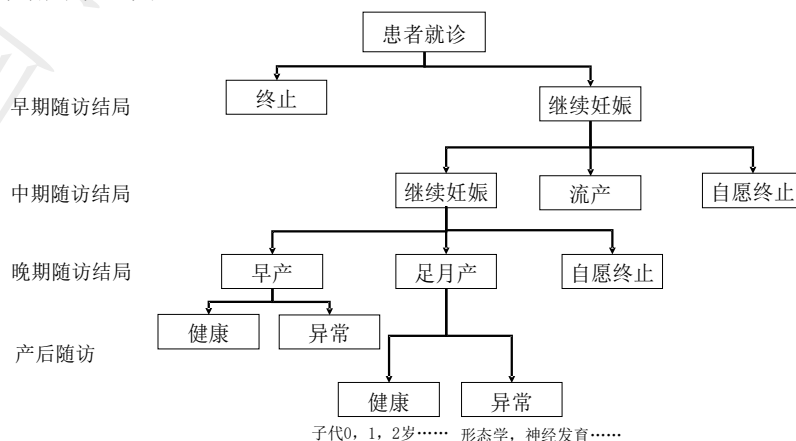 患者就诊
早期随访结局
终止
继续妊娠
中期随访结局
继续妊娠
流产
自愿终止
晚期随访结局
早产
足月产
自愿终止
产后随访
健康
异常
健康
异常
子代0，1，2岁…… 形态学，神经发育……